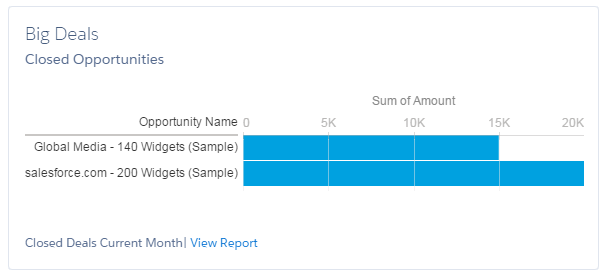 Big Deals
Closed Opportunities
Sum of Amount
Opportunity Name 0 5K 10K 15K 20K
Global Media - 140 Widgets (Sample)
salesforce.com - 200 Widgets (Sample)
Closed Deals Current Month| View Report